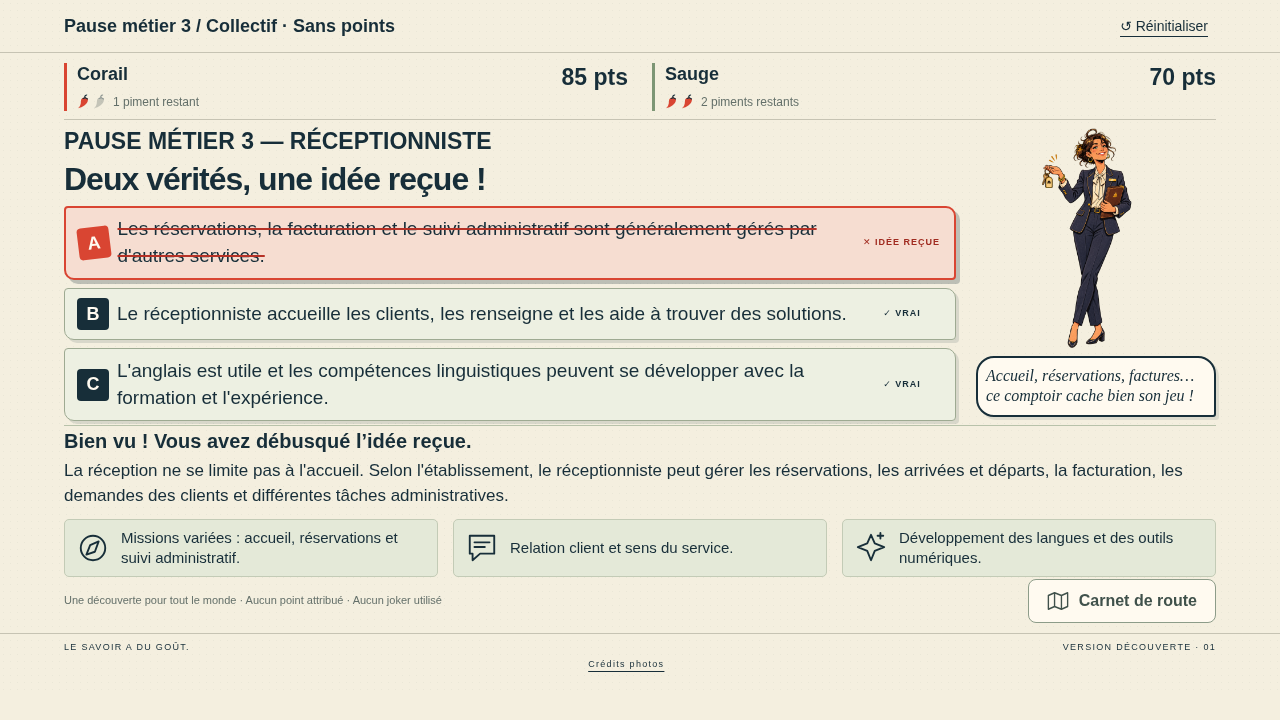 Pause métier 3 / Collectif · Sans points
↺ Réinitialiser
Corail
85 pts
1 piment restant
Sauge
70 pts
2 piments restants
PAUSE MÉTIER 3 — RÉCEPTIONNISTE
Deux vérités, une idée reçue !
A
Les réservations, la facturation et le suivi administratif sont généralement gérés par
d'autres services.
✕ IDÉE REÇUE
B
Le réceptionniste accueille les clients, les renseigne et les aide à trouver des solutions.
✓ VRAI
C
L'anglais est utile et les compétences linguistiques peuvent se développer avec la
formation et l'expérience.
✓ VRAI
Accueil, réservations, factures…
ce comptoir cache bien son jeu !
Bien vu ! Vous avez débusqué l’idée reçue.
La réception ne se limite pas à l'accueil. Selon l'établissement, le réceptionniste peut gérer les réservations, les arrivées et départs, la facturation, les
demandes des clients et différentes tâches administratives.
Missions variées : accueil, réservations et
suivi administratif.
Relation client et sens du service.
Développement des langues et des outils
numériques.
Une découverte pour tout le monde · Aucun point attribué · Aucun joker utilisé
Carnet de route
LE SAVOIR A DU GOÛT.
VERSION DÉCOUVERTE · 01
Crédits photos